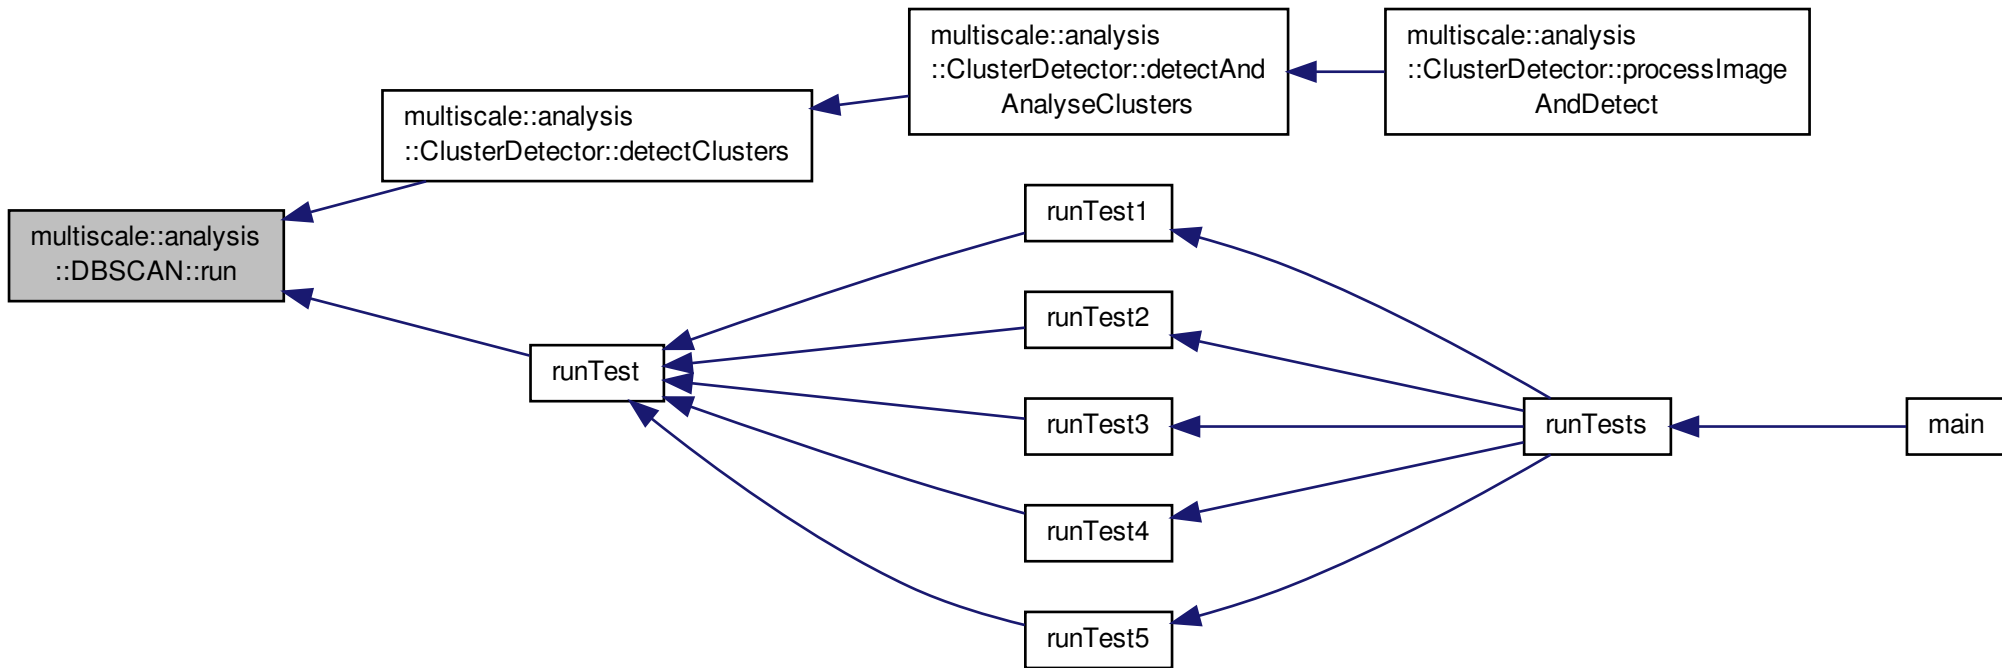 multiscale::analysis
::DBSCAN::run
multiscale::analysis
::ClusterDetector::detectClusters
multiscale::analysis
::ClusterDetector::detectAnd
AnalyseClusters
multiscale::analysis
::ClusterDetector::processImage
AndDetect
runTest
runTest1
runTest2
runTest3
runTest4
runTest5
runTests
main